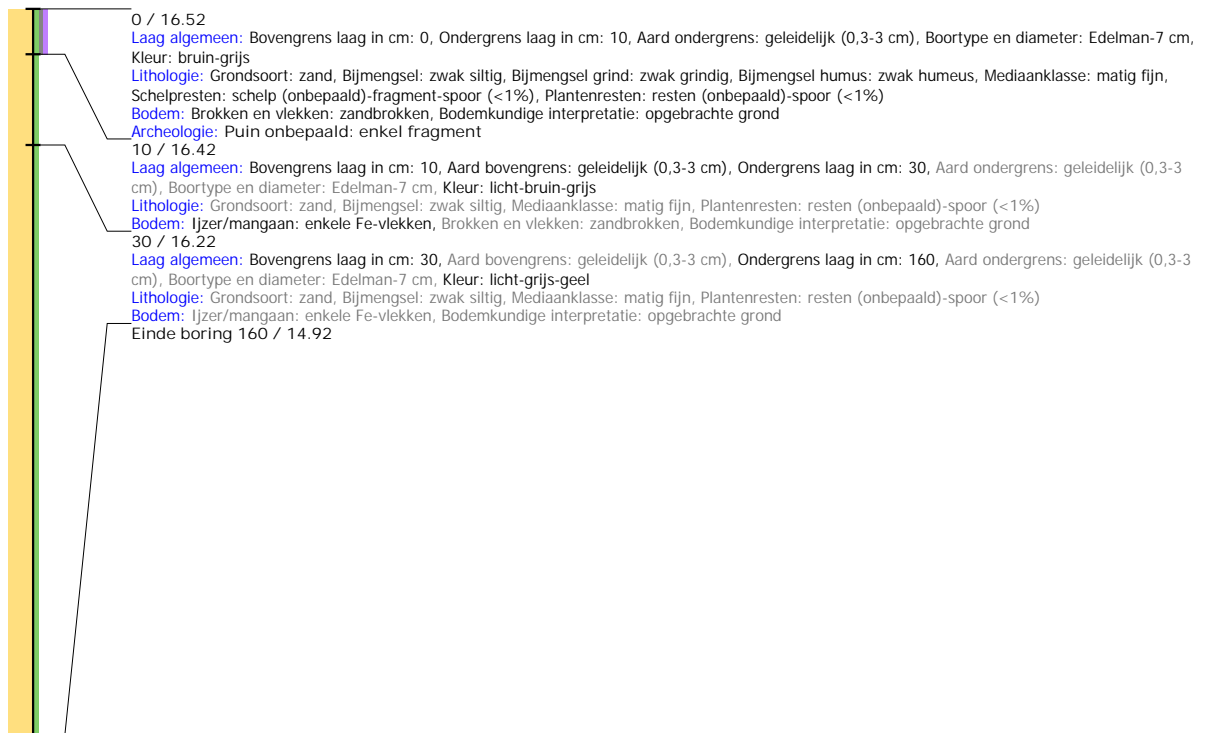 0 / 16.52
Laag algemeen: Bovengrens laag in cm: 0, Ondergrens laag in cm: 10, Aard ondergrens: geleidelijk (0,3-3 cm), Boortype en diameter: Edelman-7 cm,
Kleur: bruin-grijs
Lithologie: Grondsoort: zand, Bijmengsel: zwak siltig, Bijmengsel grind: zwak grindig, Bijmengsel humus: zwak humeus, Mediaanklasse: matig fijn,
Schelpresten: schelp (onbepaald)-fragment-spoor (<1%), Plantenresten: resten (onbepaald)-spoor (<1%)
Bodem: Brokken en vlekken: zandbrokken, Bodemkundige interpretatie: opgebrachte grond
Archeologie: Puin onbepaald: enkel fragment
10 / 16.42
Laag algemeen: Bovengrens laag in cm: 10, Aard bovengrens: geleidelijk (0,3-3 cm), Ondergrens laag in cm: 30, Aard ondergrens: geleidelijk (0,3-3
cm), Boortype en diameter: Edelman-7 cm, Kleur: licht-bruin-grijs
Lithologie: Grondsoort: zand, Bijmengsel: zwak siltig, Mediaanklasse: matig fijn, Plantenresten: resten (onbepaald)-spoor (<1%)
Bodem: Ijzer/mangaan: enkele Fe-vlekken, Brokken en vlekken: zandbrokken, Bodemkundige interpretatie: opgebrachte grond
30 / 16.22
Laag algemeen: Bovengrens laag in cm: 30, Aard bovengrens: geleidelijk (0,3-3 cm), Ondergrens laag in cm: 160, Aard ondergrens: geleidelijk (0,3-3
cm), Boortype en diameter: Edelman-7 cm, Kleur: licht-grijs-geel
Lithologie: Grondsoort: zand, Bijmengsel: zwak siltig, Mediaanklasse: matig fijn, Plantenresten: resten (onbepaald)-spoor (<1%)
Bodem: Ijzer/mangaan: enkele Fe-vlekken, Bodemkundige interpretatie: opgebrachte grond
Einde boring 160 / 14.92